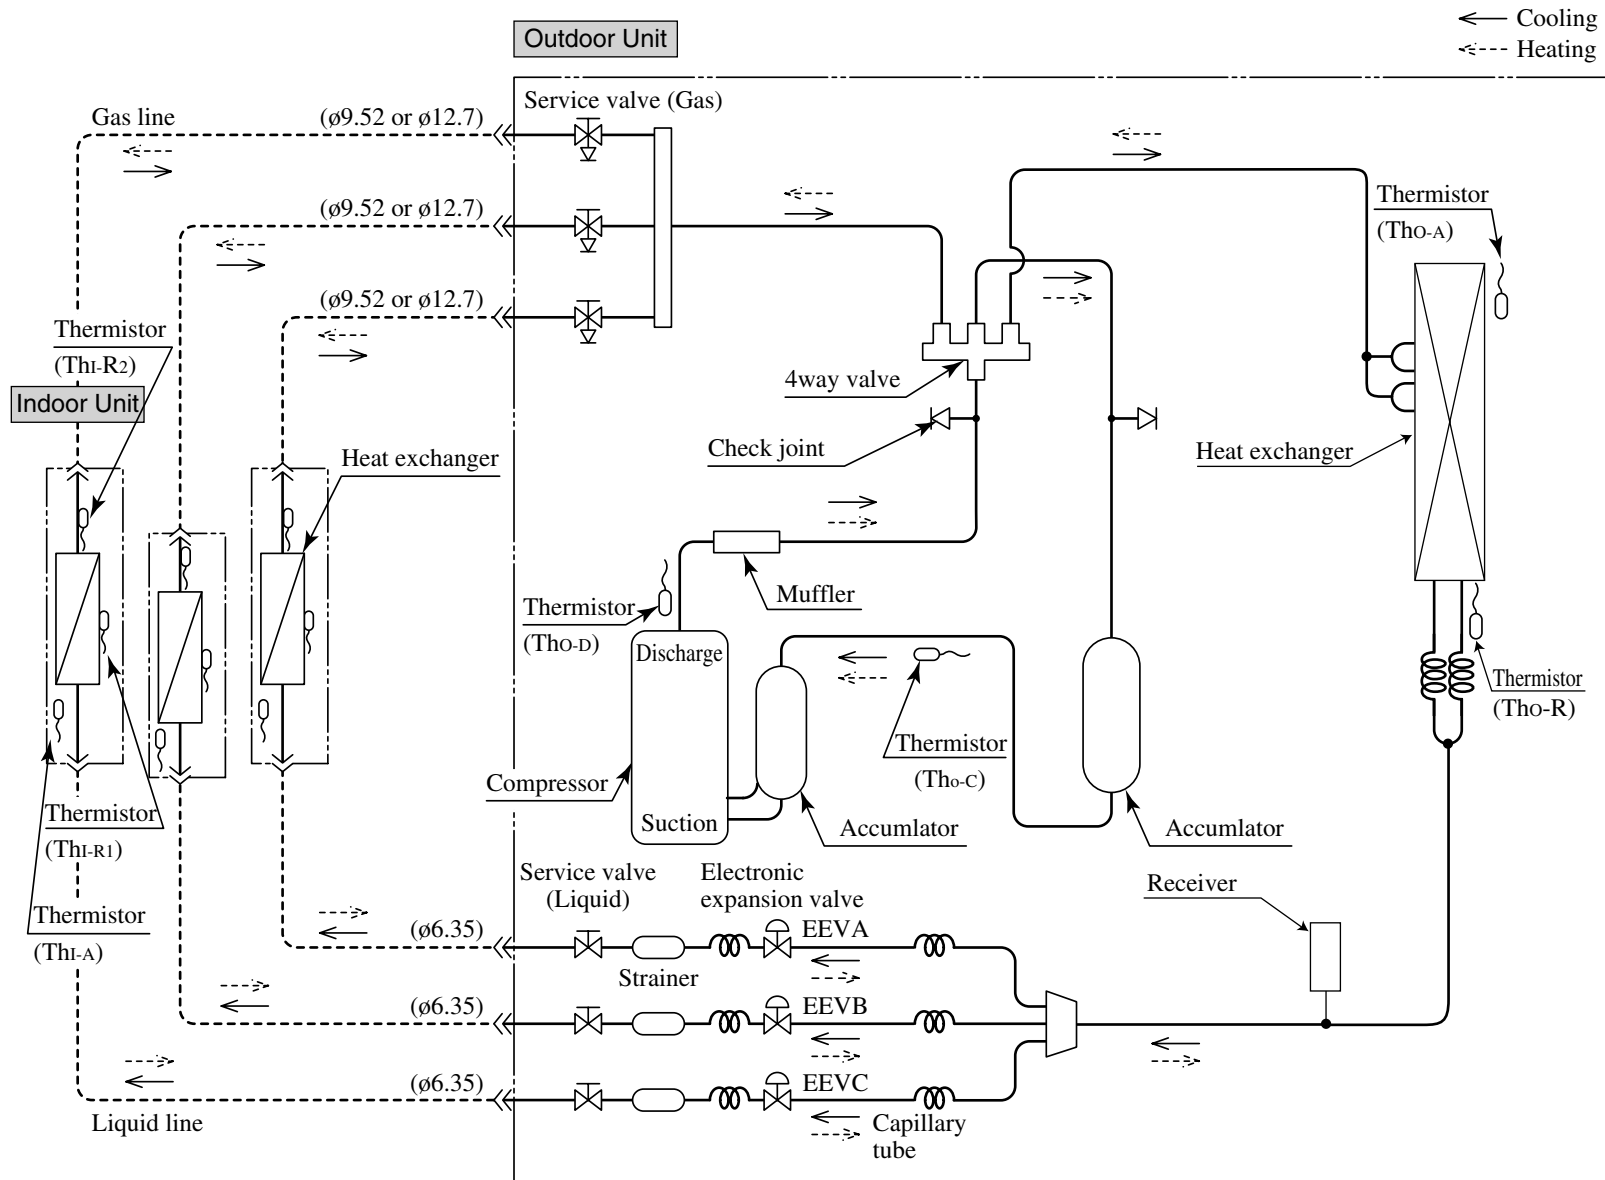 Outdoor Unit
Cooling
Heating
Service valve (Gas)
Gas line
(ø9.52 or ø12.7)
(ø9.52 or ø12.7)
(ø9.52 or ø12.7)
Thermistor
(ThO-A)
Thermistor
(ThI-R2)
Indoor Unit
4way valve
Check joint
Heat exchanger
Heat exchanger
Muffler
Thermistor
(ThO-D)
Discharge
Suction
Compressor
Thermistor
(Tho-C)
Accumlator
Accumlator
Thermistor
(ThO-R)
Thermistor
(ThI-R1)
Thermistor
(ThI-A)
Service valve
(Liquid)
Electronic
expansion valve
Receiver
(ø6.35)
EEVA
Strainer
(ø6.35)
EEVB
(ø6.35)
EEVC
Liquid line
Capillary
tube